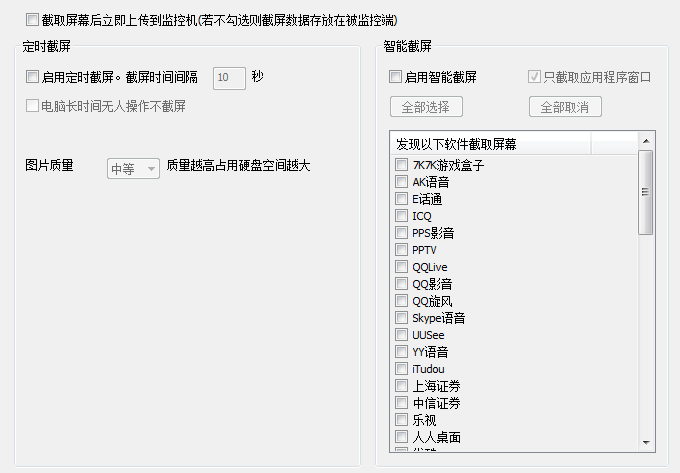 截取屏幕后立即上传到监控机(若不勾选则截屏数据存放在被监控端)
定时截屏
启用定时截屏。截屏时间间隔 10 秒
电脑长时间无人操作不截屏
图片质量 中等 质量越高占用硬盘空间越大
智能截屏
启用智能截屏 只截取应用程序窗口
全部选择 全部取消
发现以下软件截取屏幕
7K7K游戏盒子
AK语音
E话通
ICQ
PPS影音
PPTV
QQLive
QQ影音
QQ旋风
Skype语音
UUSee
YY语音
iTudou
上海证券
中信证券
乐视
人人桌面